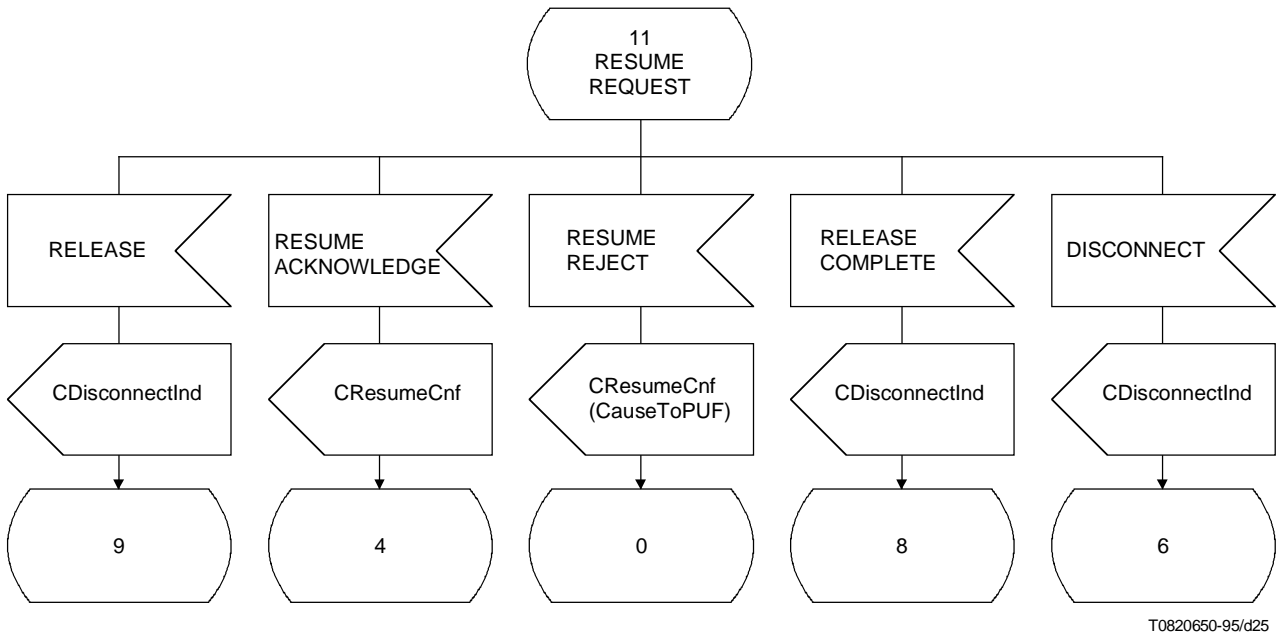 11
RESUME
REQUEST
RELEASE
RESUME
ACKNOWLEDGE
RESUME
REJECT
RELEASE
COMPLETE
DISCONNECT
CDisconnectInd
CResumeCnf
CResumeCnf
(CauseToPUF)
CDisconnectInd
CDisconnectInd
9
4
0
8
6
T0820650-95/d25